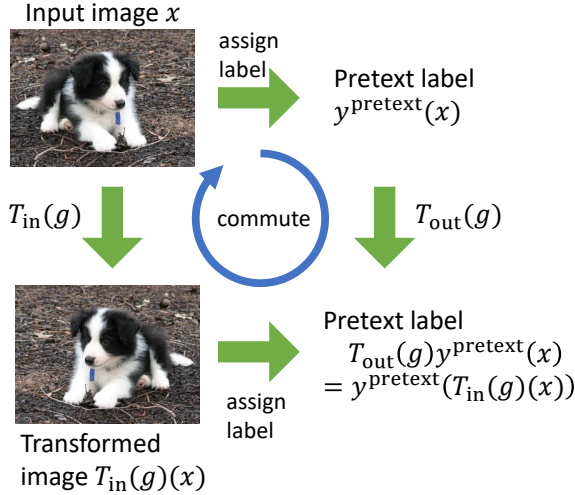 Input image x
assign
label
Pretext label
y^pretext(x)
T_in(g)
commute
T_out(g)
Pretext label
T_out(g)y^pretext(x)
= y^pretext(T_in(g)(x))
assign
label
Transformed
image T_in(g)(x)